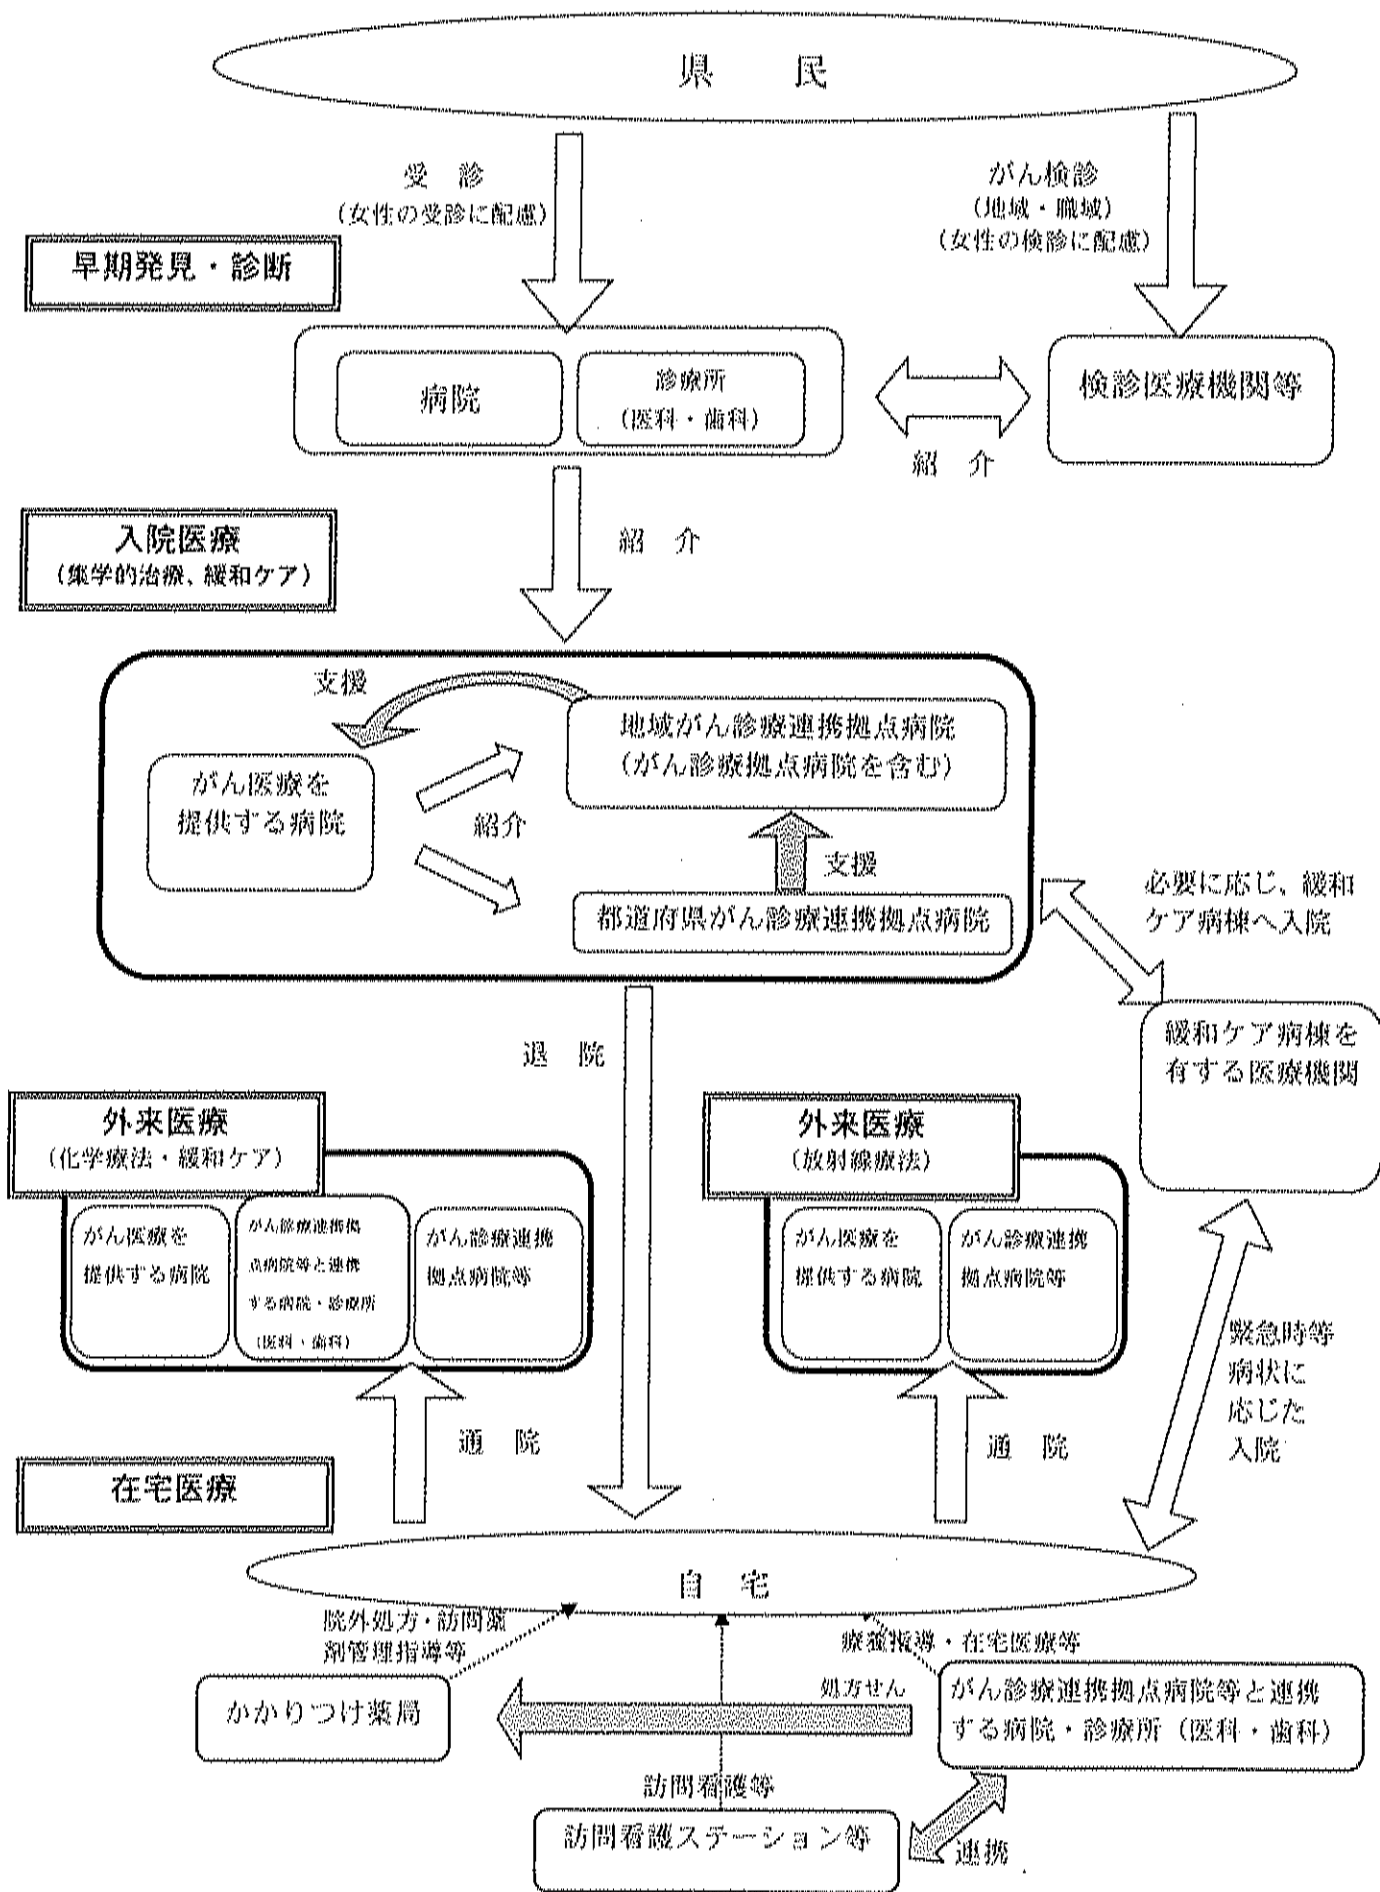 県　民
受　診
(女性の受診に配慮)
がん検診
(地域・職域)
(女性の検診に配慮)
早期発見・診断
病院
診療所
(医科・歯科)
検診医療機関等
紹　介
入院医療
(集学的治療、緩和ケア)
紹　介
支援
地域がん診療連携拠点病院
(がん診療拠点病院を含む)
がん医療を
提供する病院
紹介
支援
都道府県がん診療連携拠点病院
必要に応じ、緩和
ケア病棟へ入院
緩和ケア病棟を
有する医療機関
退　院
外来医療
(化学療法・緩和ケア)
がん医療を
提供する病院
がん診療連携拠
点病院等と連携
する病院・診療所
(医科・歯科)
がん診療連携
拠点病院等
外来医療
(放射線療法)
がん医療を
提供する病院
がん診療連携
拠点病院等
緊急時等
病状に
応じた
入院
通　院
通　院
在宅医療
自　宅
院外処方・訪問薬
剤管理指導等
療養指導・在宅医療等
かかりつけ薬局
処方せん
がん診療連携拠点病院等と連携
する病院・診療所（医科・歯科）
訪問看護等
訪問看護ステーション等
連携